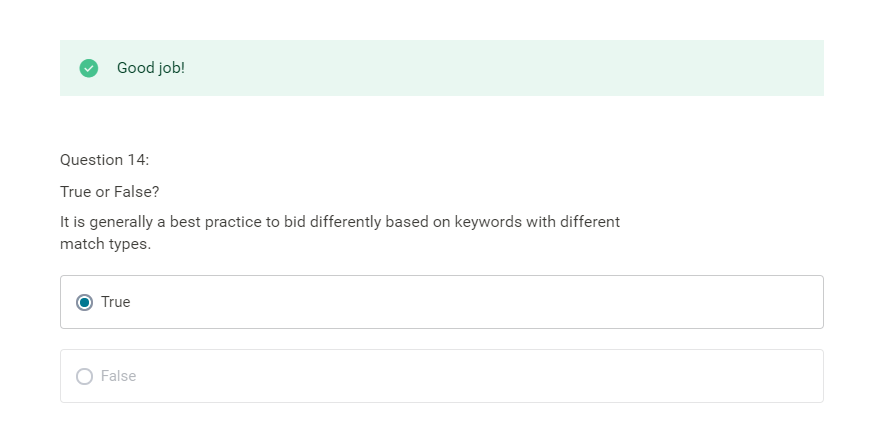 Good job!
Question 14:
True or False?
It is generally a best practice to bid differently based on keywords with different
match types.
True
False